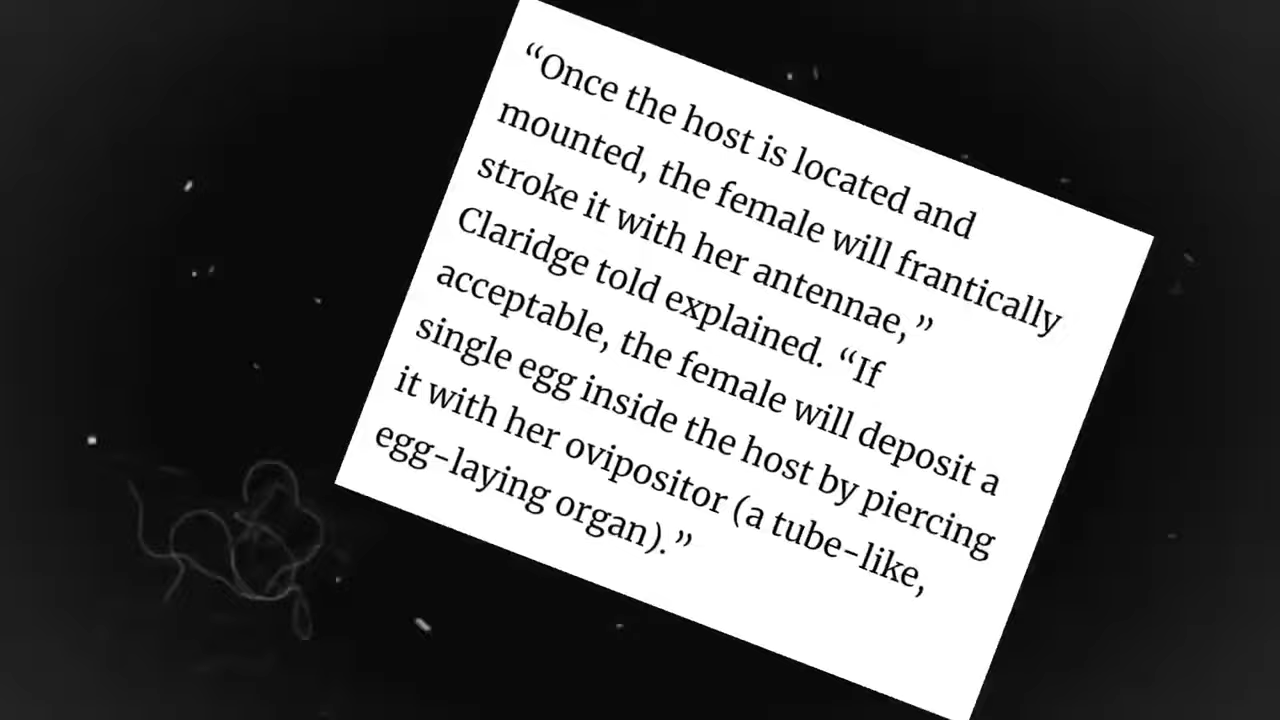 “Once the host is located and
mounted, the female will frantically
stroke it with her antennae,”
Claridge told explained. “If
acceptable, the female will deposit a
single egg inside the host by piercing
it with her ovipositor (a tube-like,
egg-laying organ).”